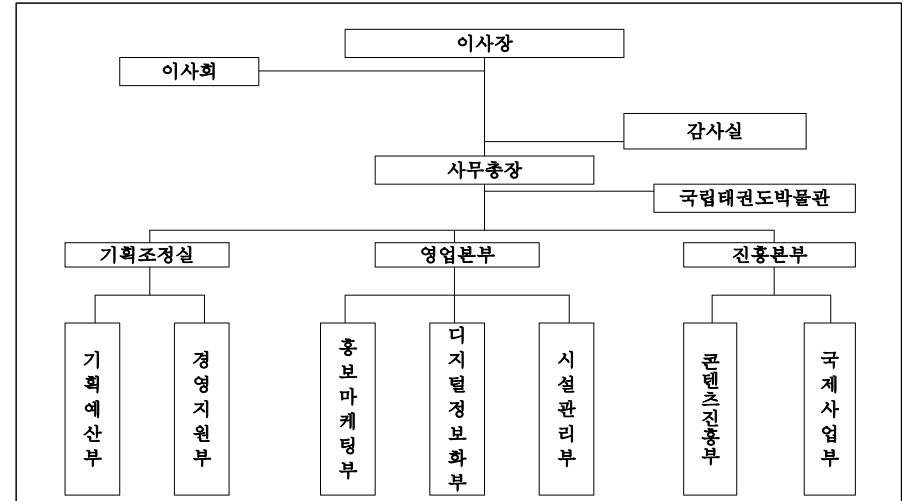 이사장
이사회
감사실
사무총장
국립태권도박물관
기획조정실
영업본부
진흥본부
기획예산부
경영지원부
홍보마케팅부
디지털정보화부
시설관리부
콘텐츠진흥부
국제사업부